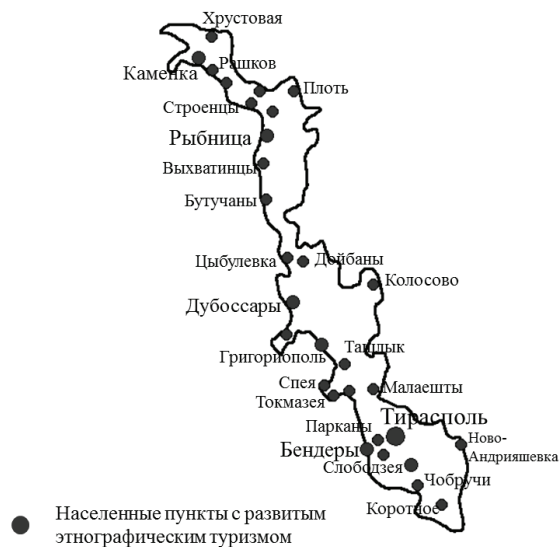 Хрустовая
Рашков
Каменка
Плоть
Строенцы
Рыбница
Выхватинцы
Бутучаны
Цыбулевка
Дойбаны
Колосово
Дубоссары
Григориополь
Ташлык
Спея
Малаешты
Токмазея
Тирасполь
Парканы
Ново-
Андрияшевка
Бендеры
Слободзея
Чобручи
Коротное
Населенные пункты с развитым
этнографическим туризмом